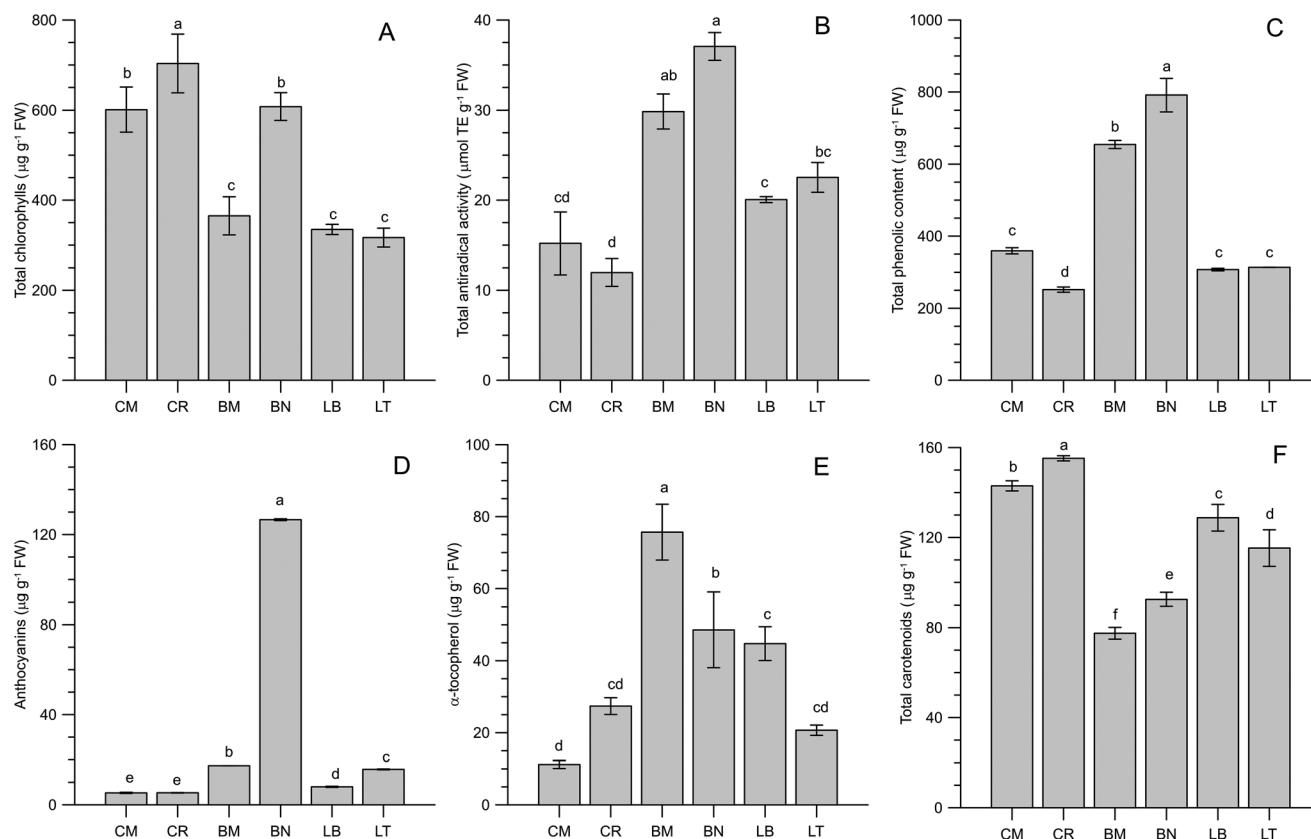 A
Total chlorophylls (µg g-1 FW)
800
600
400
200
0
b
a
c
b
c
c
CM CR BM BN LB LT
B
Total antiradical activity (µmol TE g-1 FW)
40
30
20
10
0
cd
d
ab
a
c
bc
CM CR BM BN LB LT
C
Total phenolic content (µg g-1 FW)
1000
800
600
400
200
0
c
d
b
a
c
c
CM CR BM BN LB LT
D
Anthocyanins (µg g-1 FW)
160
120
80
40
0
e
e
b
a
d
c
CM CR BM BN LB LT
E
α-tocopherol (µg g-1 FW)
100
80
60
40
20
0
d
cd
a
b
c
cd
CM CR BM BN LB LT
F
Total carotenoids (µg g-1 FW)
160
120
80
40
0
b
a
f
e
c
d
CM CR BM BN LB LT